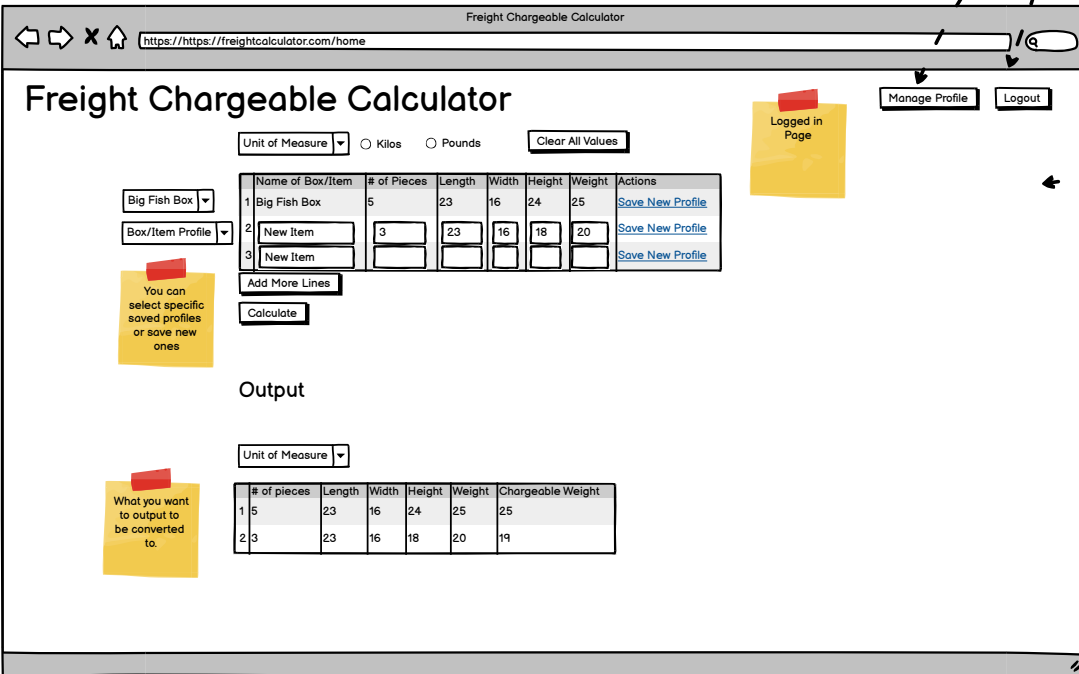 Freight Chargeable Calculator
https://https://freightcalculator.com/home
Freight Chargeable Calculator
Manage Profile
Logout
Logged in
Page
Unit of Measure
Kilos
Pounds
Clear All Values
Name of Box/Item # of Pieces Length Width Height Weight Actions
Big Fish Box
1 Big Fish Box 5 23 16 24 25 Save New Profile
Box/Item Profile
2 New Item 3 23 16 18 20 Save New Profile
3 New Item Save New Profile
You can
select specific
saved profiles
or save new
ones
Add More Lines
Calculate
Output
Unit of Measure
What you want
to output to
be converted
to.
# of pieces Length Width Height Weight Chargeable Weight
1 5 23 16 24 25 25
2 3 23 16 18 20 19